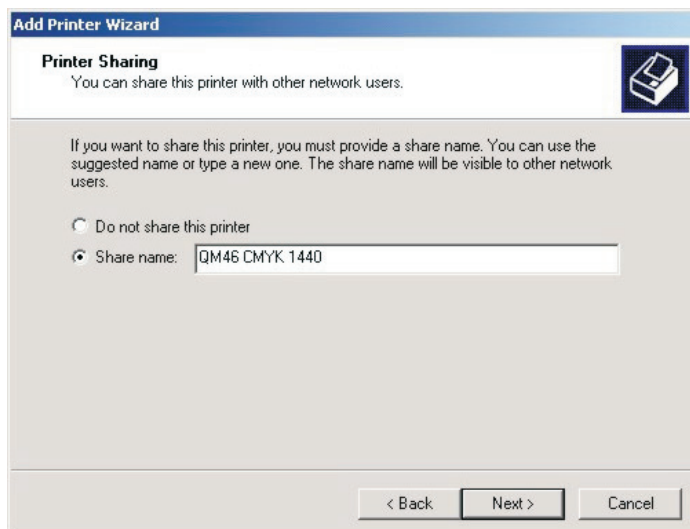 Add Printer Wizard
Printer Sharing
You can share this printer with other network users.
If you want to share this printer, you must provide a share name. You can use the
suggested name or type a new one. The share name will be visible to other network
users.
Do not share this printer
Share name: QM46 CMYK 1440
< Back Next > Cancel